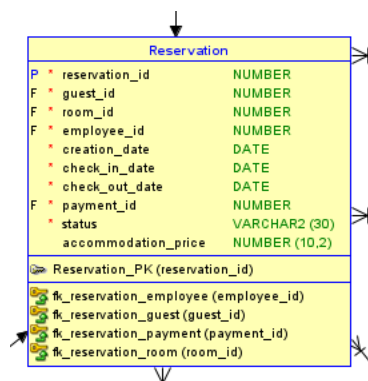 Reservation
P * reservation_id NUMBER
F * guest_id NUMBER
F * room_id NUMBER
F * employee_id NUMBER
* creation_date DATE
* check_in_date DATE
* check_out_date DATE
F * payment_id NUMBER
* status VARCHAR2 (30)
accommodation_price NUMBER (10,2)
Reservation_PK (reservation_id)
fk_reservation_employee (employee_id)
fk_reservation_guest (guest_id)
fk_reservation_payment (payment_id)
fk_reservation_room (room_id)